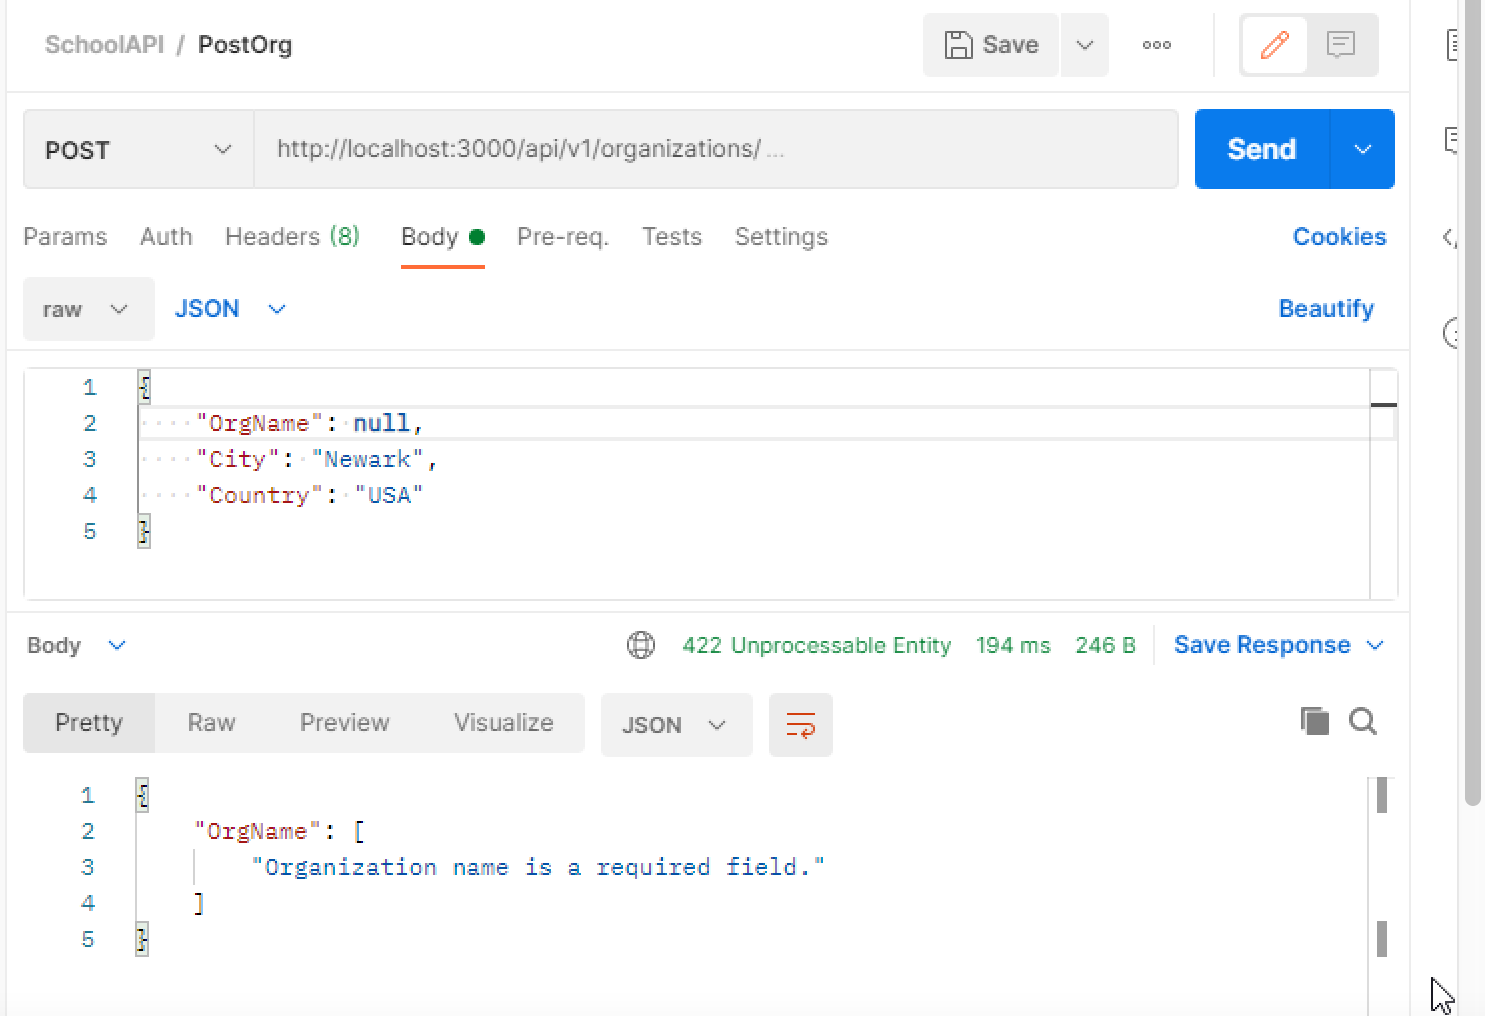 SchoolAPI / PostOrg
Save
POST http://localhost:3000/api/v1/organizations/ ... Send
Params Auth Headers (8) Body Pre-req. Tests Settings Cookies
raw JSON Beautify
1 {
2 "OrgName": null,
3 "City": "Newark",
4 "Country": "USA"
5 }
Body 422 Unprocessable Entity 194 ms 246 B Save Response
Pretty Raw Preview Visualize JSON
1 {
2 "OrgName": [
3 "Organization name is a required field."
4 ]
5 }